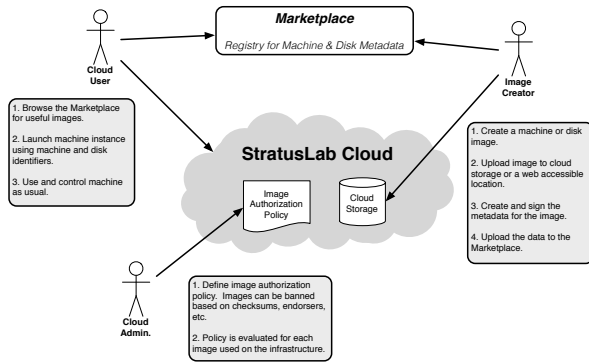 Marketplace
Registry for Machine & Disk Metadata
Cloud
User
Image
Creator
1. Browse the Marketplace
for useful images.
2. Launch machine instance
using machine and disk
identifiers.
3. Use and control machine
as usual.
StratusLab Cloud
Image
Authorization
Policy
Cloud
Storage
1. Create a machine or disk
image.
2. Upload image to cloud
storage or a web accessible
location.
3. Create and sign the
metadata for the image.
4. Upload the data to the
Marketplace.
Cloud
Admin.
1. Define image authorization
policy. Images can be banned
based on checksums, endorsers,
etc.
2. Policy is evaluated for each
image used on the infrastructure.